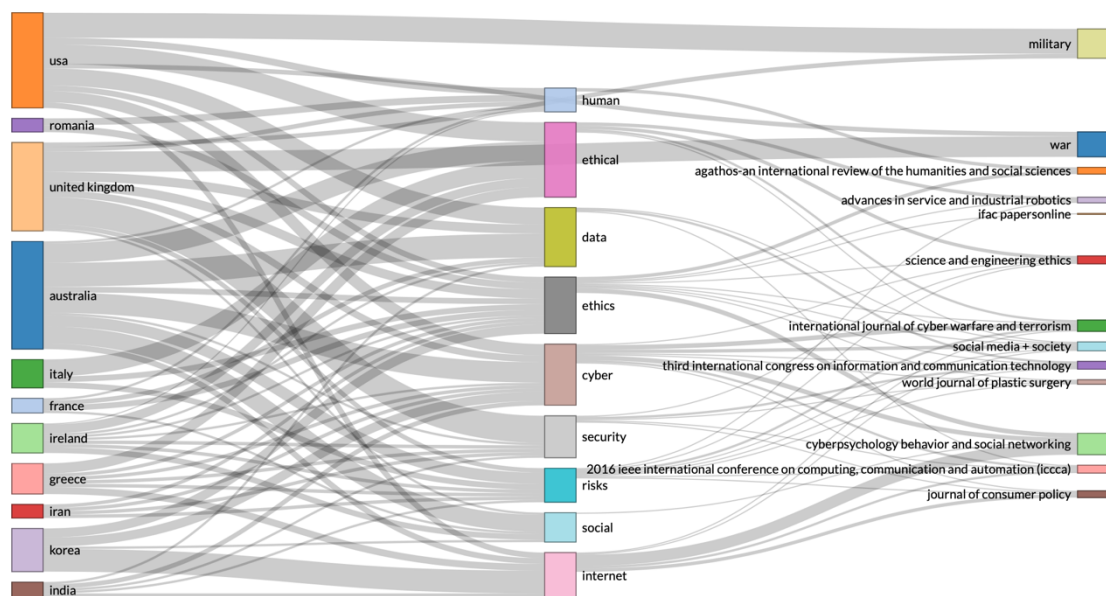 usa
romania
united kingdom
australia
italy
france
ireland
greece
iran
korea
india
human
ethical
data
ethics
cyber
security
risks
social
internet
military
war
agathos-an international review of the humanities and social sciences
advances in service and industrial robotics
ifac papersonline
science and engineering ethics
international journal of cyber warfare and terrorism
social media + society
third international congress on information and communication technology
world journal of plastic surgery
cyberpsychology behavior and social networking
2016 ieee international conference on computing, communication and automation (iccca)
journal of consumer policy